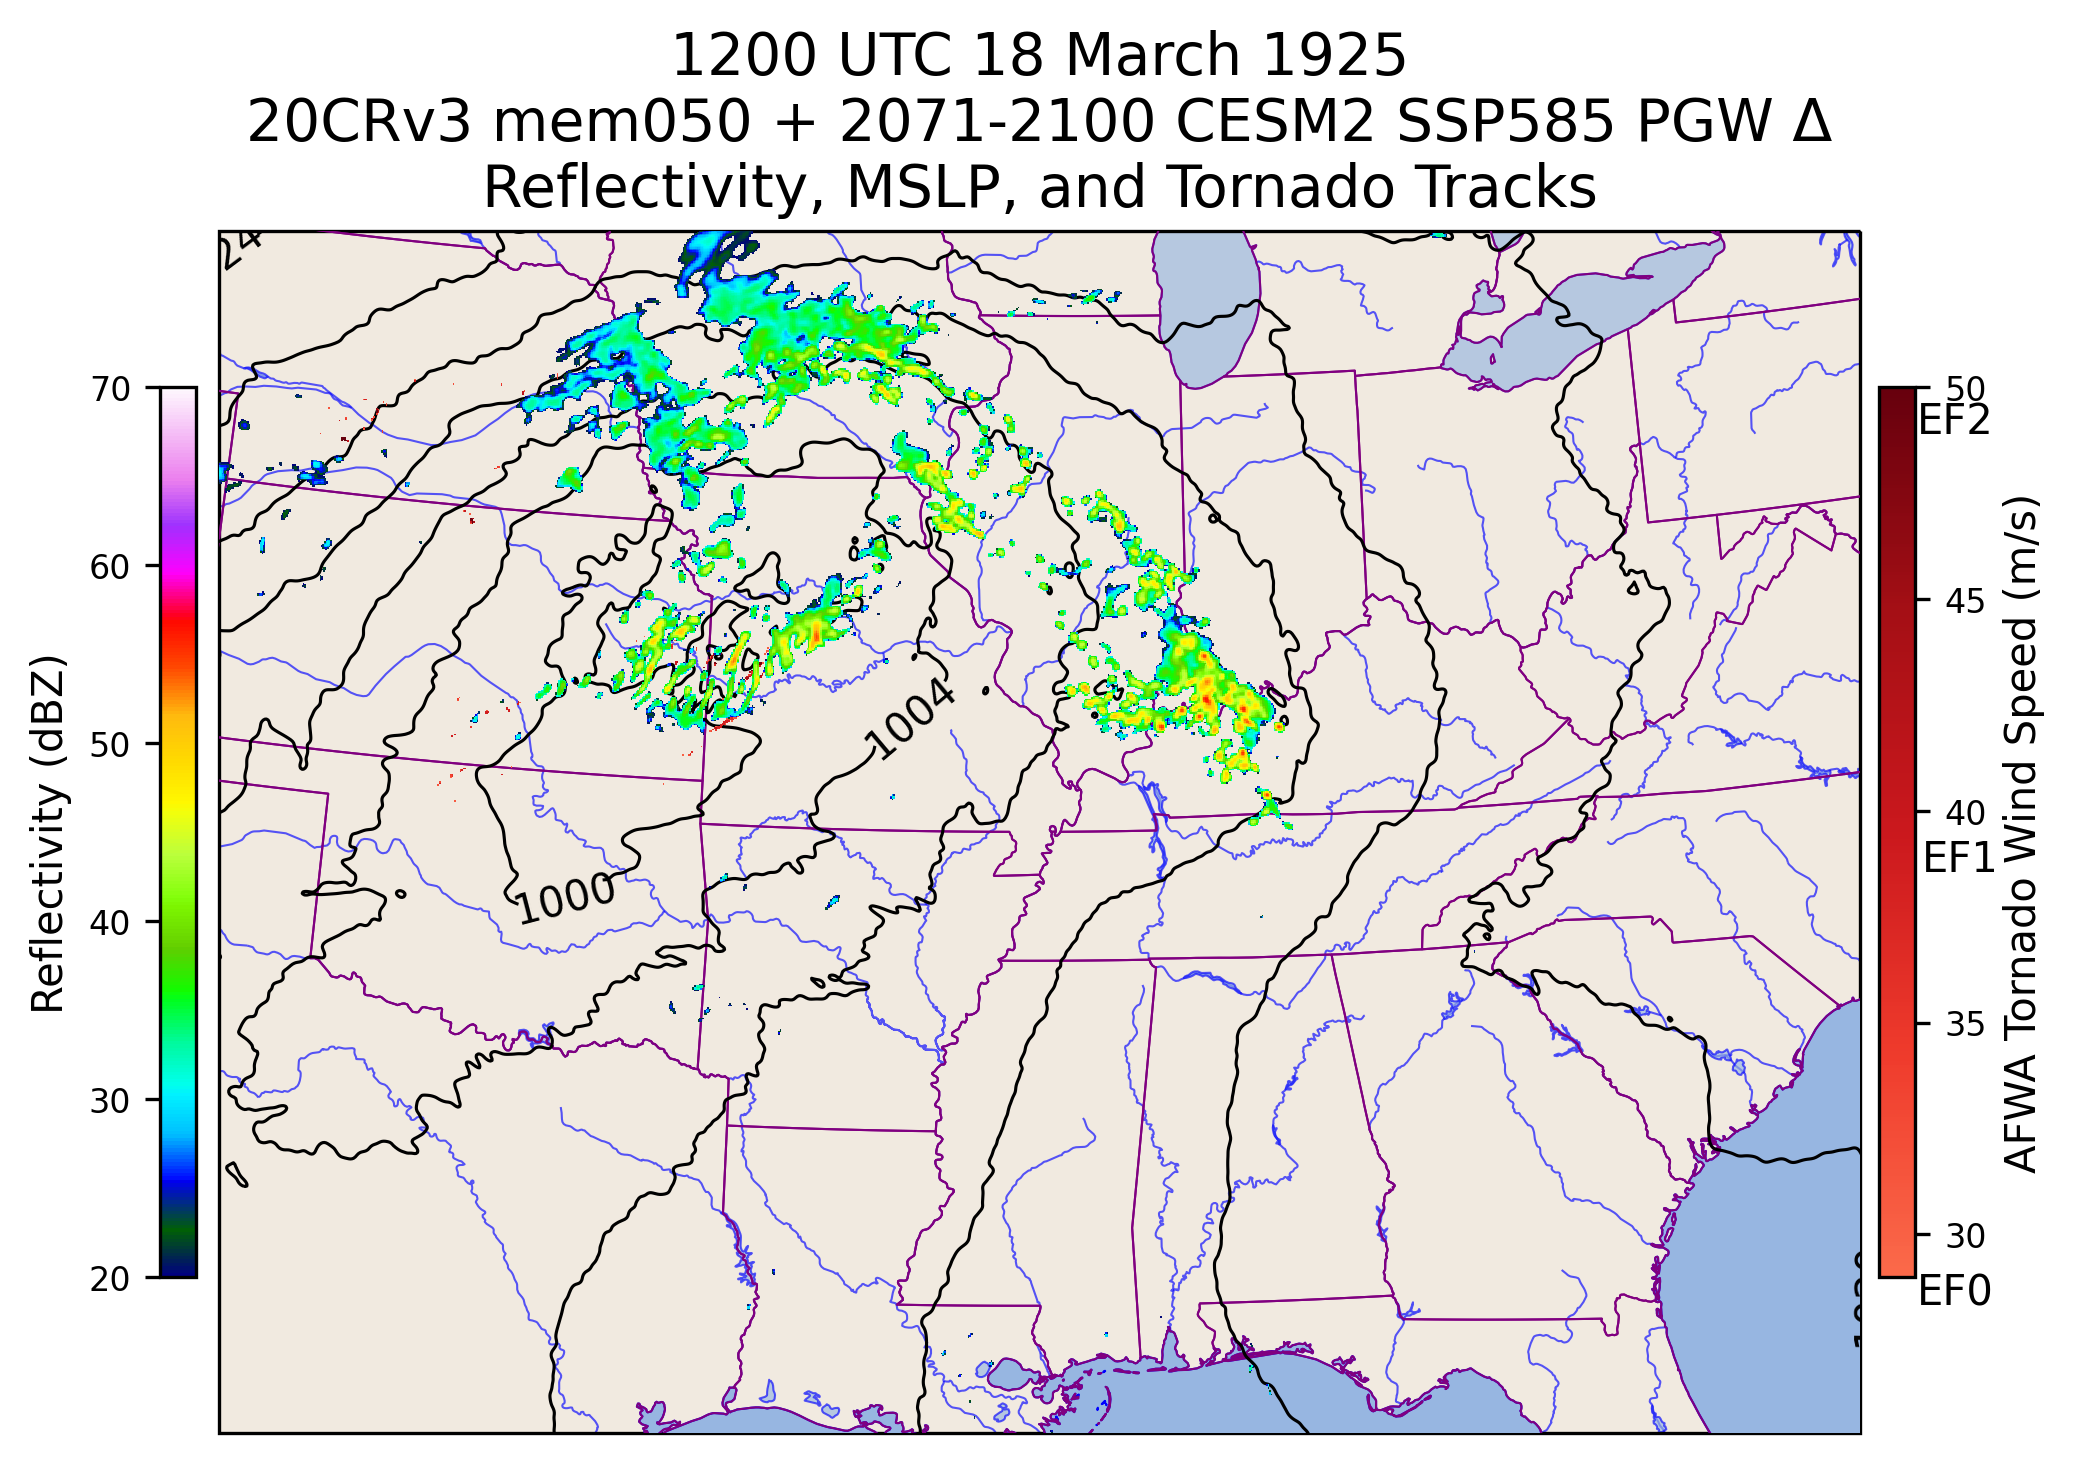 1200 UTC 18 March 1925
20CRv3 mem050 + 2071-2100 CESM2 SSP585 PGW Δ
Reflectivity, MSLP, and Tornado Tracks
24
1004
1000
Reflectivity (dBZ)
70
60
50
40
30
20
50
EF2
45
40
EF1
35
30
EF0
AFWA Tornado Wind Speed (m/s)